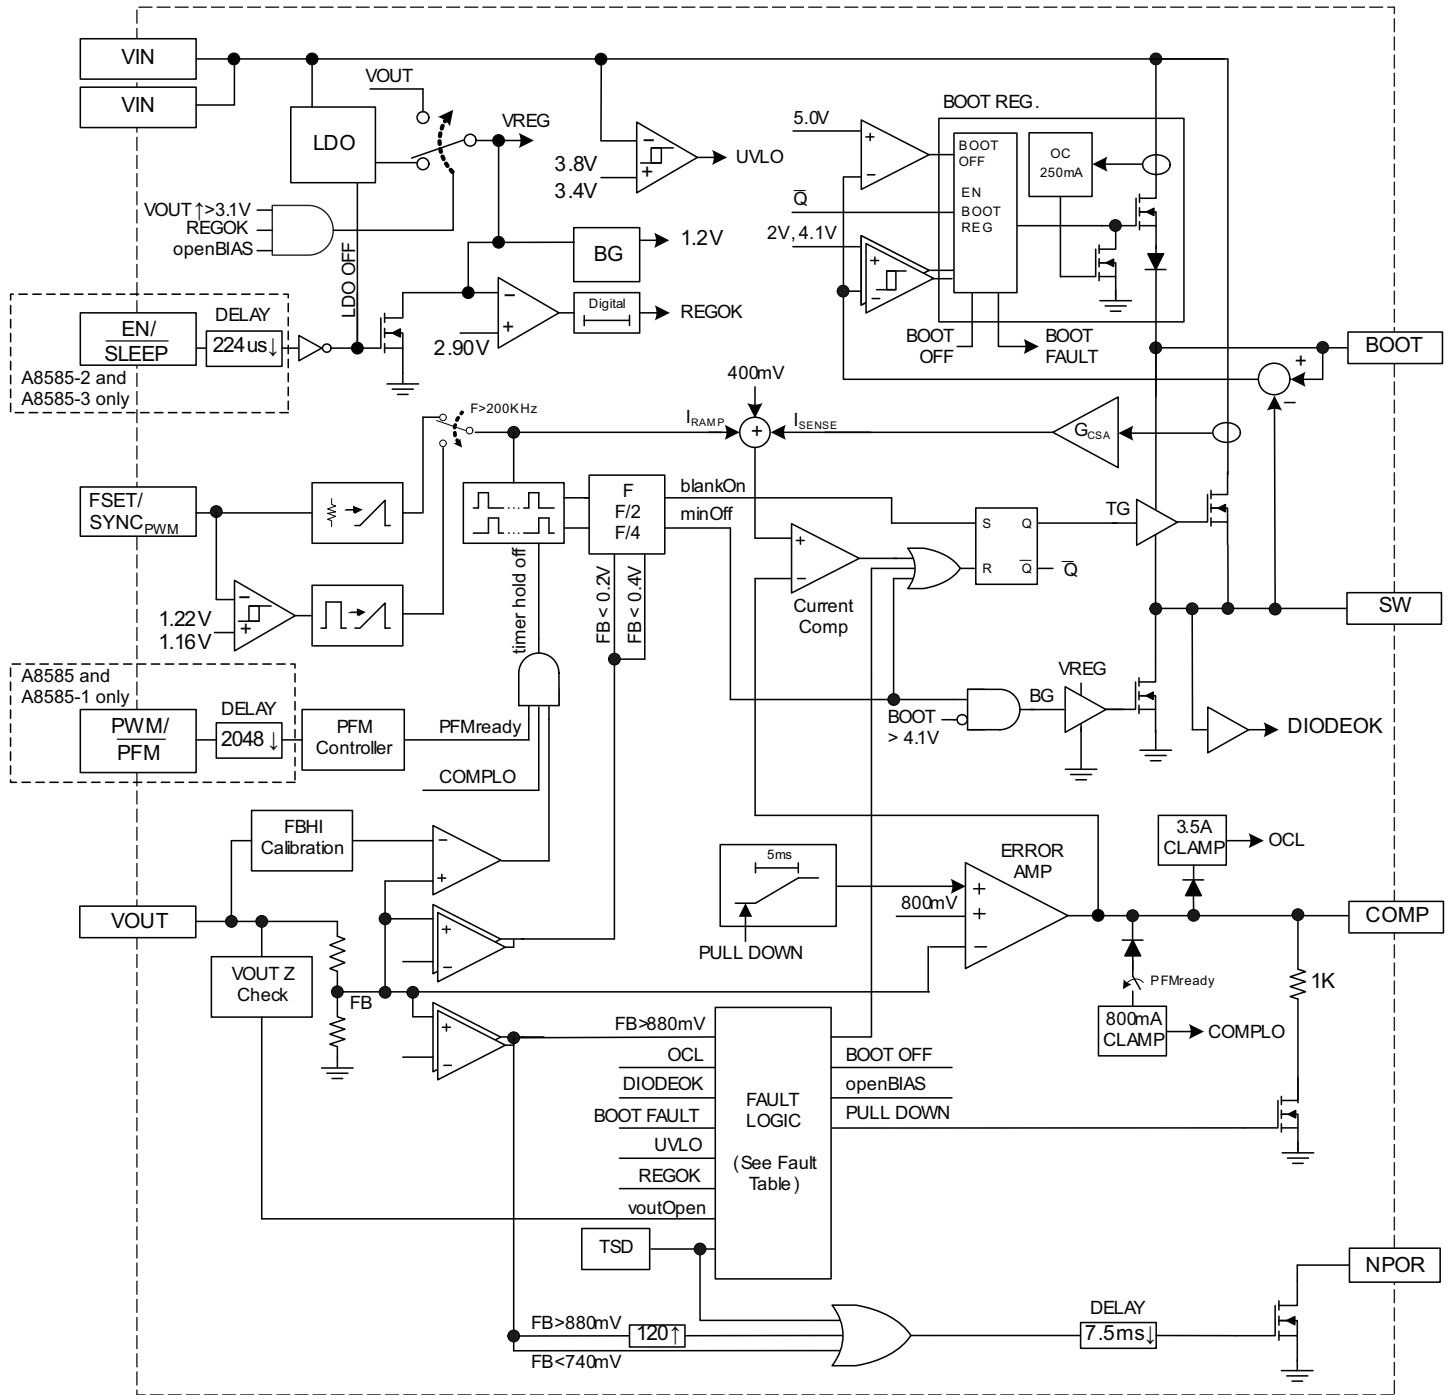 VIN
VIN
LDO
VOUT
VREG
3.8V
3.4V
UVLO
VOUT ↑>3.1V
REGOK
openBIAS
LDO OFF
BG
1.2V
2.90V
Digital
REGOK
BOOT REG.
5.0V
BOOT
OFF
EN
BOOT
REG
OC
250mA
Q̅
2V, 4.1V
BOOT
OFF
BOOT
FAULT
BOOT
+
−
EN/
SLEEP
DELAY
224us↓
A8585-2 and
A8585-3 only
F>200KHz
400mV
I RAMP
+
I SENSE
G CSA
FSET/
SYNC PWM
1.22V
1.16V
F
F/2
F/4
blankOn
minOff
timer hold off
FB < 0.2V
FB < 0.4V
Current
Comp
S Q
R Q̅
Q̅
TG
SW
A8585 and
A8585-1 only
PWM/
PFM
DELAY
2048 ↓
PFM
Controller
PFMready
COMPLO
BOOT
> 4.1V
BG
VREG
DIODEOK
FBHI
Calibration
VOUT
VOUT Z
Check
FB
5ms
PULL DOWN
800mV
ERROR
AMP
3.5A
CLAMP
OCL
COMP
PFMready
800mA
CLAMP
COMPLO
1K
FB>880mV
OCL
DIODEOK
BOOT FAULT
UVLO
REGOK
voutOpen
TSD
FAULT
LOGIC
(See Fault
Table)
BOOT OFF
openBIAS
PULL DOWN
NPOR
FB>880mV
120↑
FB<740mV
DELAY
7.5ms↓